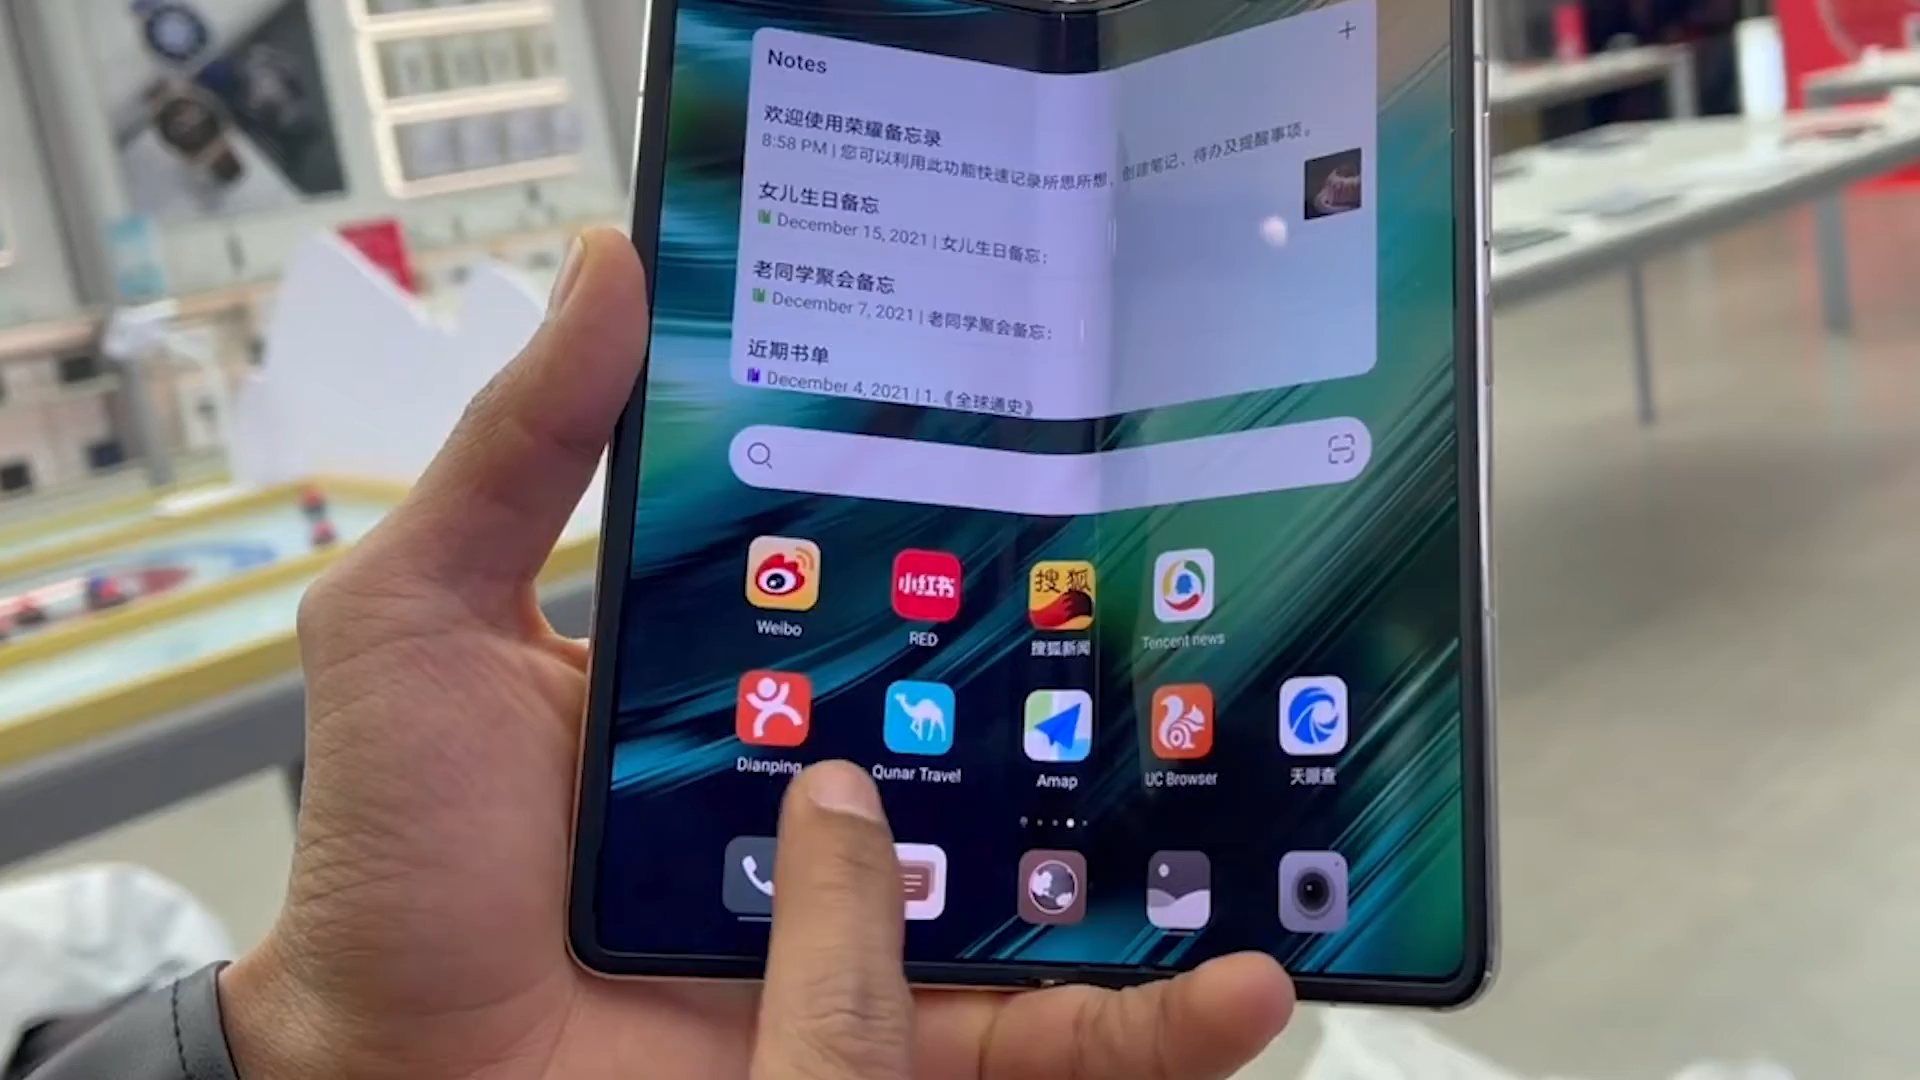 Notes
欢迎使用荣耀备忘录
8:58 PM | 您可以利用此功能快速记录所思所想，创建笔记、待办及提醒事项。
女儿生日备忘
December 15, 2021 | 女儿生日备忘：
老同学聚会备忘
December 7, 2021 | 老同学聚会备忘：
近期书单
December 4, 2021 | 1.《全球通史》
搜狐
小红书
Weibo
RED
搜狐新闻
Tencent news
Dianping
Qunar Travel
Amap
UC Browser
天眼查